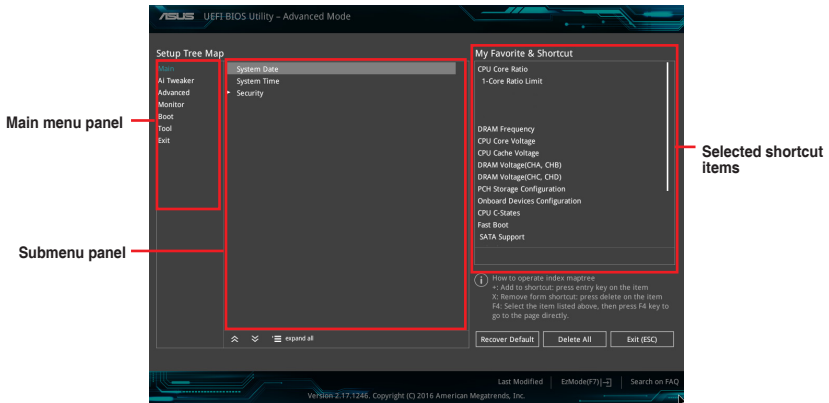 ASUS UEFI BIOS Utility – Advanced Mode
Setup Tree Map
My Favorite & Shortcut
Main
Ai Tweaker
Advanced
Monitor
Boot
Tool
Exit
System Date
System Time
Security
CPU Core Ratio
1-Core Ratio Limit
DRAM Frequency
CPU Core Voltage
CPU Cache Voltage
DRAM Voltage(CHA, CHB)
DRAM Voltage(CHC, CHD)
PCH Storage Configuration
Onboard Devices Configuration
CPU C-States
Fast Boot
SATA Support
Main menu panel
Submenu panel
Selected shortcut
items
How to operate index maptree
+: Add to shortcut: press entry key on the item
X: Remove form shortcut: press delete on the item
F4: Select the item listed above, then press F4 key to
go to the page directly.
expand all
Recover Default
Delete All
Exit (ESC)
Last Modified
EzMode(F7)
Search on FAQ
Version 2.17.1246. Copyright (C) 2016 American Megatrends, Inc.